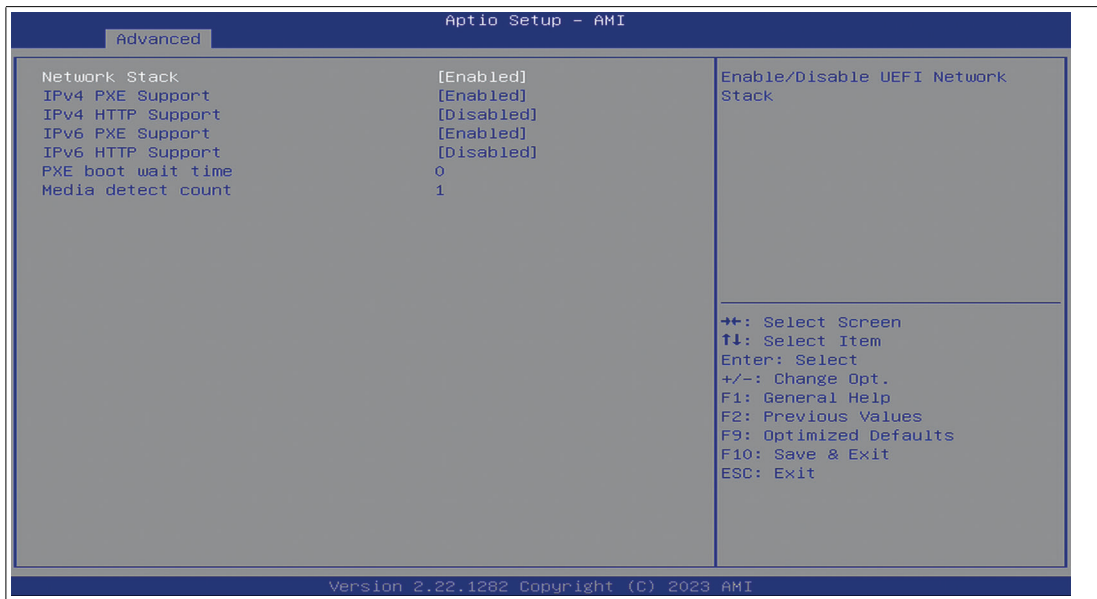 Aptio Setup – AMI
Advanced
Network Stack [Enabled]
IPv4 PXE Support [Enabled]
IPv4 HTTP Support [Disabled]
IPv6 PXE Support [Enabled]
IPv6 HTTP Support [Disabled]
PXE boot wait time 0
Media detect count 1
Enable/Disable UEFI Network
Stack
→←: Select Screen
↑↓: Select Item
Enter: Select
+/-: Change Opt.
F1: General Help
F2: Previous Values
F9: Optimized Defaults
F10: Save & Exit
ESC: Exit
Version 2.22.1282 Copyright (C) 2023 AMI